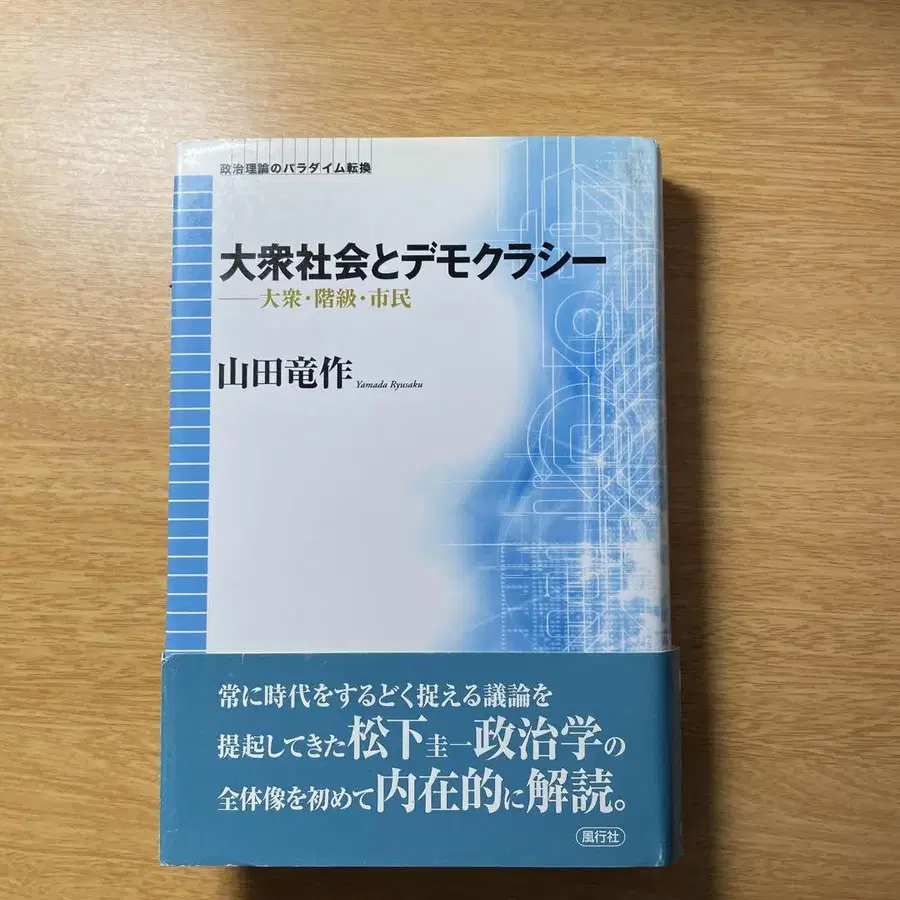 政治理論のパラダイム転換
大衆社会とデモクラシー
――大衆・階級・市民
山田竜作 Yamada Ryusaku
常に時代をするどく捉える議論を
提起してきた松下圭一政治学の
全体像を初めて内在的に解読。
風行社